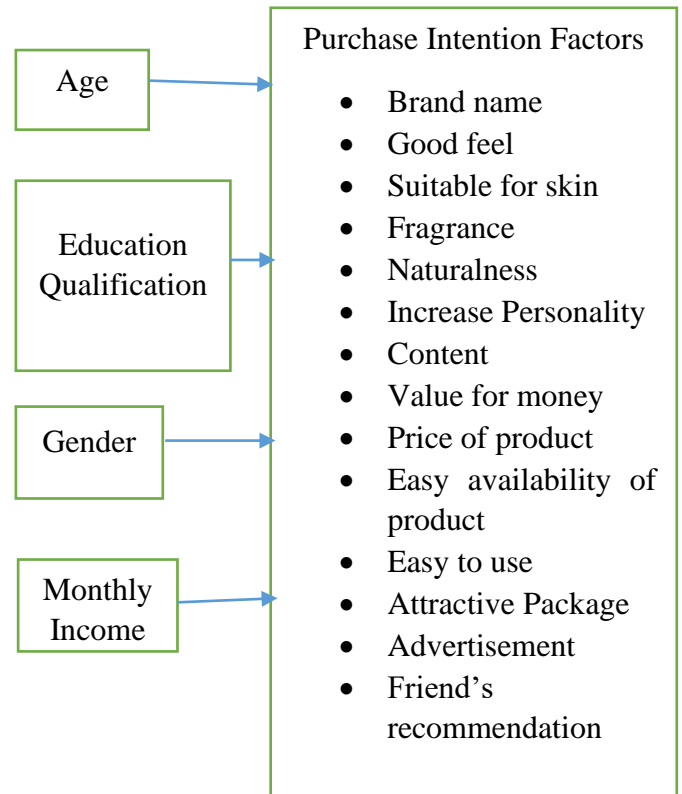 Age
Education
Qualification
Gender
Monthly
Income
Purchase Intention Factors
• Brand name
• Good feel
• Suitable for skin
• Fragrance
• Naturalness
• Increase Personality
• Content
• Value for money
• Price of product
• Easy availability of
product
• Easy to use
• Attractive Package
• Advertisement
• Friend’s
recommendation